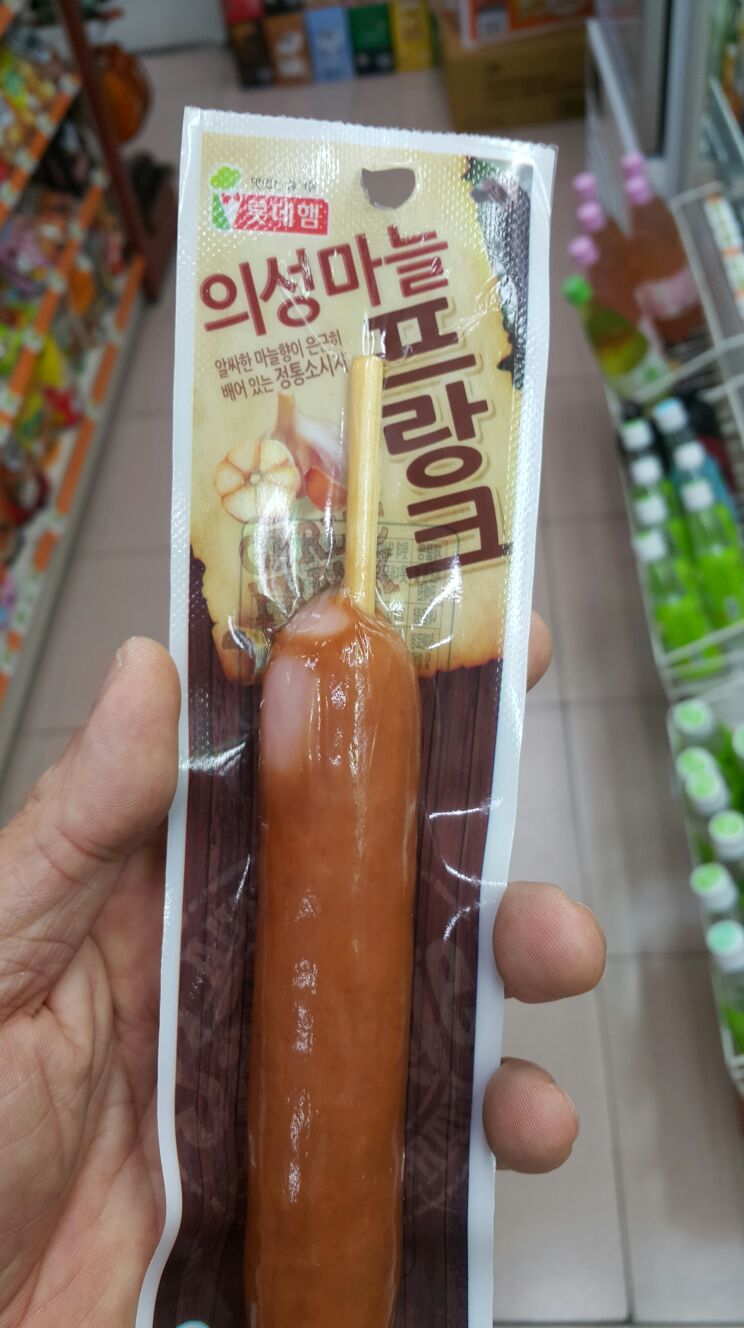 롯데햄
의성마늘
프랑크
알싸한 마늘향이 은근히
배어 있는 정통소시지